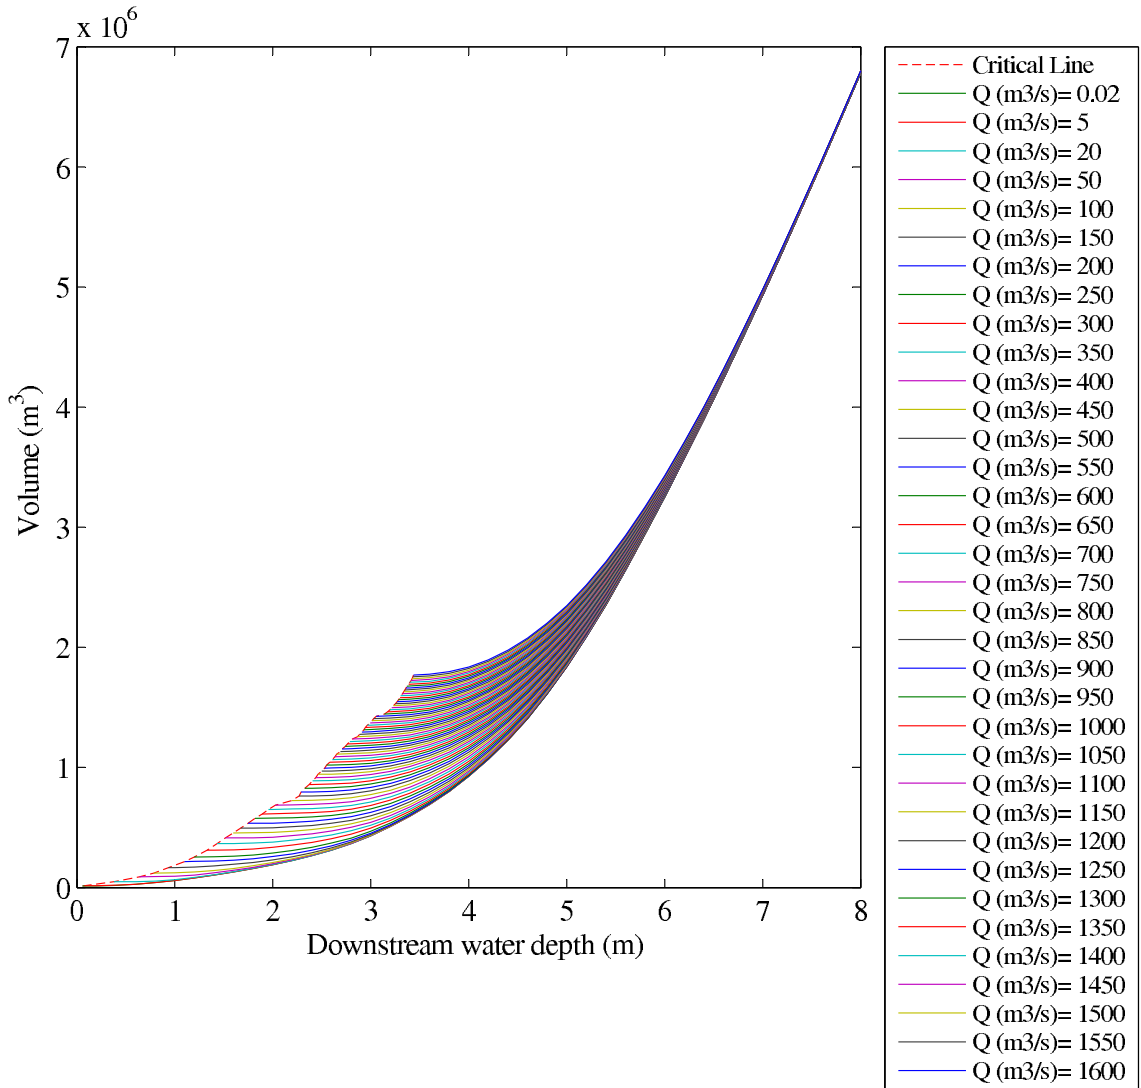 x 10^6
7
6
5
4
3
2
1
0
Volume (m^3)
0 1 2 3 4 5 6 7 8
Downstream water depth (m)
Critical Line
Q (m3/s)= 0.02
Q (m3/s)= 5
Q (m3/s)= 20
Q (m3/s)= 50
Q (m3/s)= 100
Q (m3/s)= 150
Q (m3/s)= 200
Q (m3/s)= 250
Q (m3/s)= 300
Q (m3/s)= 350
Q (m3/s)= 400
Q (m3/s)= 450
Q (m3/s)= 500
Q (m3/s)= 550
Q (m3/s)= 600
Q (m3/s)= 650
Q (m3/s)= 700
Q (m3/s)= 750
Q (m3/s)= 800
Q (m3/s)= 850
Q (m3/s)= 900
Q (m3/s)= 950
Q (m3/s)= 1000
Q (m3/s)= 1050
Q (m3/s)= 1100
Q (m3/s)= 1150
Q (m3/s)= 1200
Q (m3/s)= 1250
Q (m3/s)= 1300
Q (m3/s)= 1350
Q (m3/s)= 1400
Q (m3/s)= 1450
Q (m3/s)= 1500
Q (m3/s)= 1550
Q (m3/s)= 1600